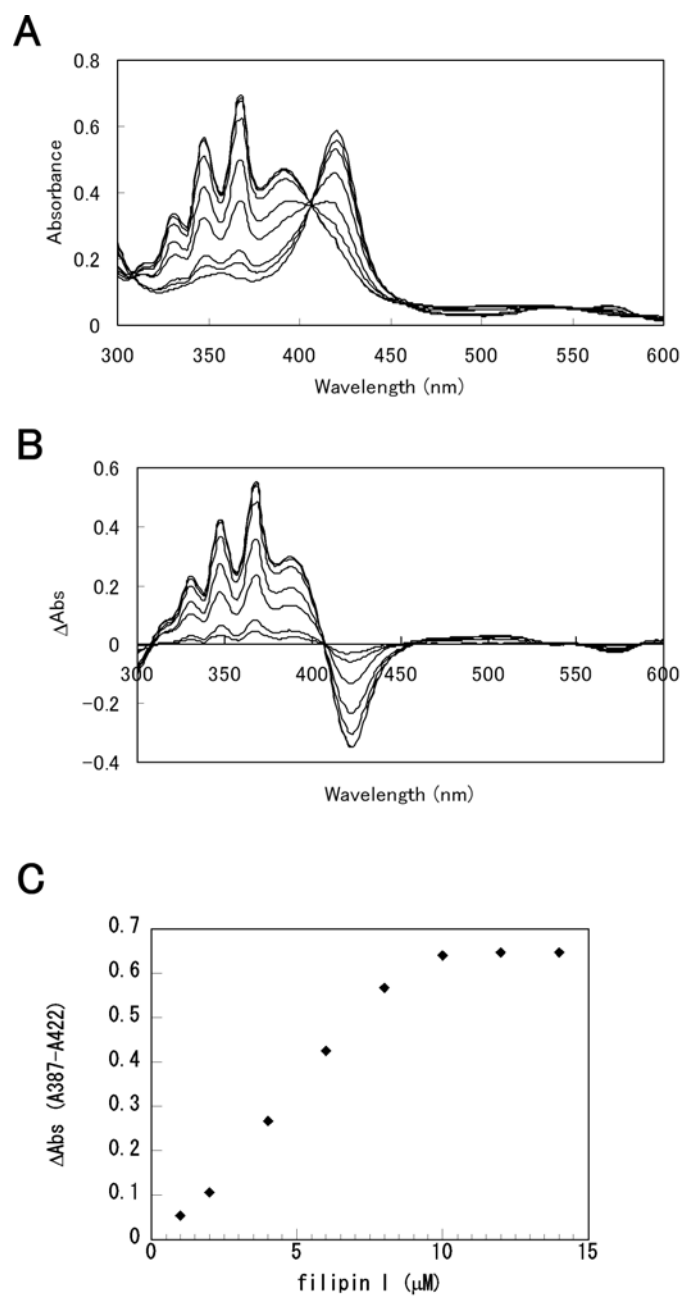 A
0.8
0.6
0.4
0.2
0
Absorbance
300 350 400 450 500 550 600
Wavelength (nm)
B
0.6
0.4
0.2
0
-0.2
-0.4
ΔAbs
300 350 400 450 500 550 600
Wavelength (nm)
C
0.7
0.6
0.5
0.4
0.3
0.2
0.1
0
ΔAbs (A387-A422)
0 5 10 15
filipin I (μM)